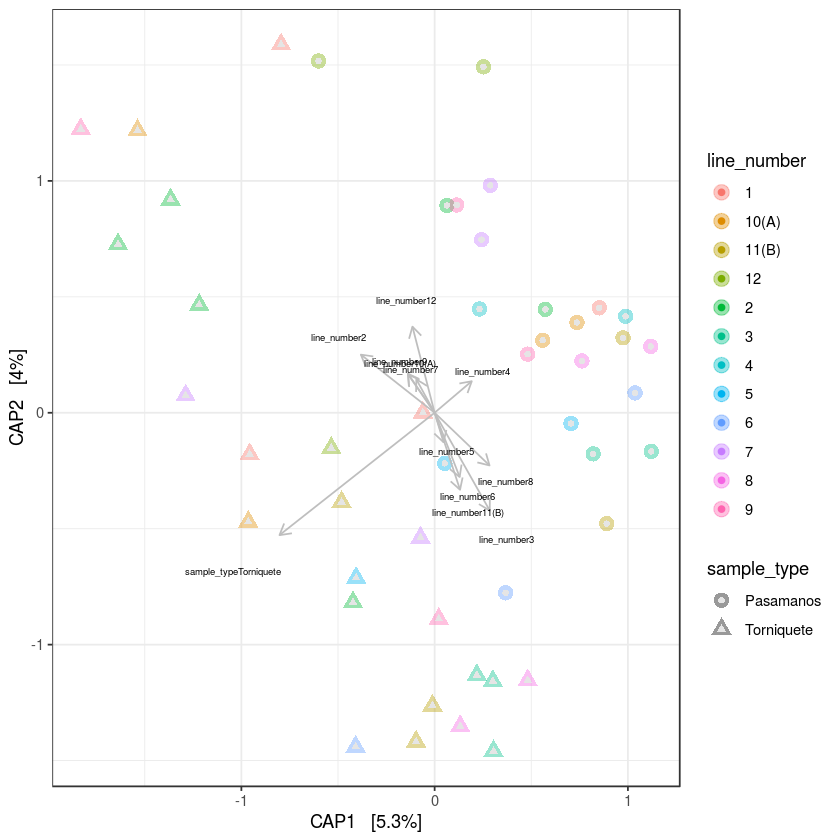 line_number12
line_number2
line_number9
line_number10(A)
line_number7
line_number4
line_number5
line_number8
line_number6
line_number11(B)
line_number3
sample_typeTorniquete
1
0
-1
-1
0
1
CAP1 [5.3%]
CAP2 [4%]
line_number
1
10(A)
11(B)
12
2
3
4
5
6
7
8
9
sample_type
Pasamanos
Torniquete